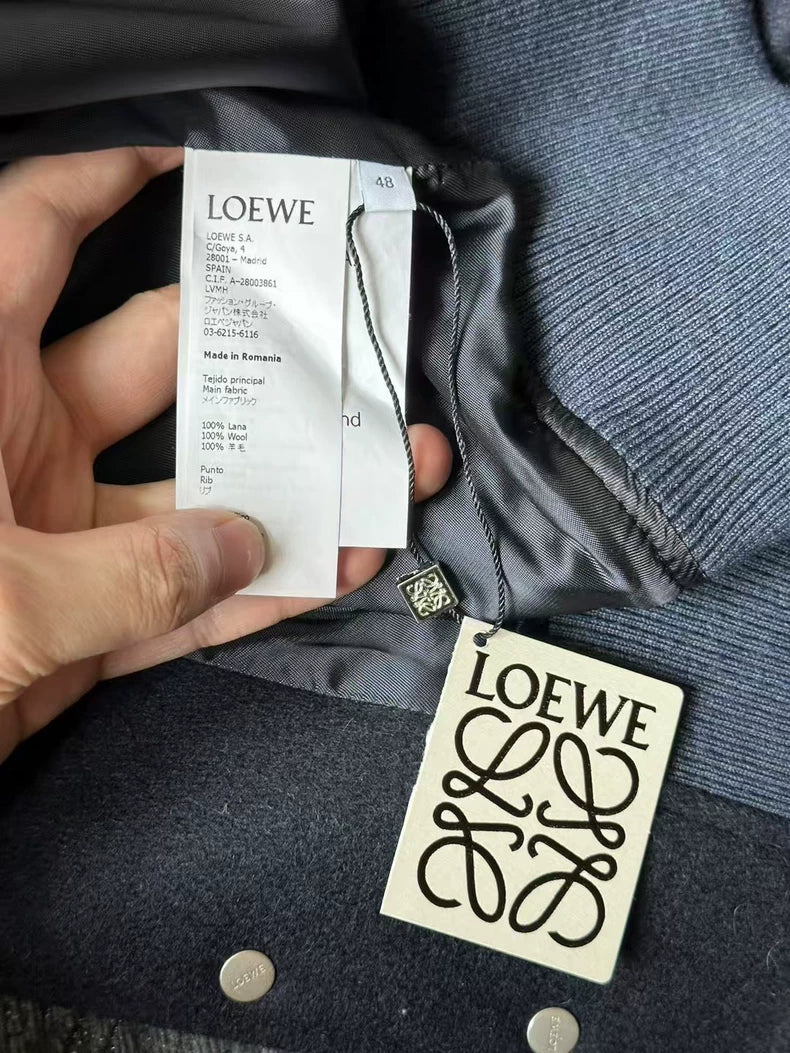 LOEWE
LOEWE S.A.
C/Goya, 4
28001 – Madrid
SPAIN
C.I.F. A-28003861
LVMH
ファッション・グループ・
ジャパン株式会社
ロエベジャパン
03-6215-6116
Made in Romania
Tejido principal
Main fabric
メインファブリック
100% Lana
100% Wool
100% 羊毛
Punto
Rib
リブ
48
nd
LOEWE
LOEWE
LOEWE